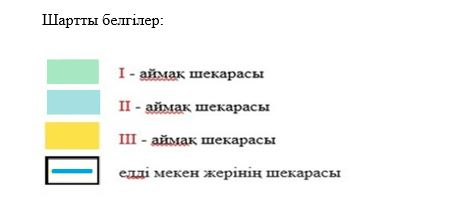 Шартты белгілер:
I - аймақ шекарасы
II - аймақ шекарасы
III - аймақ шекарасы
елді мекен жерінің шекарасы